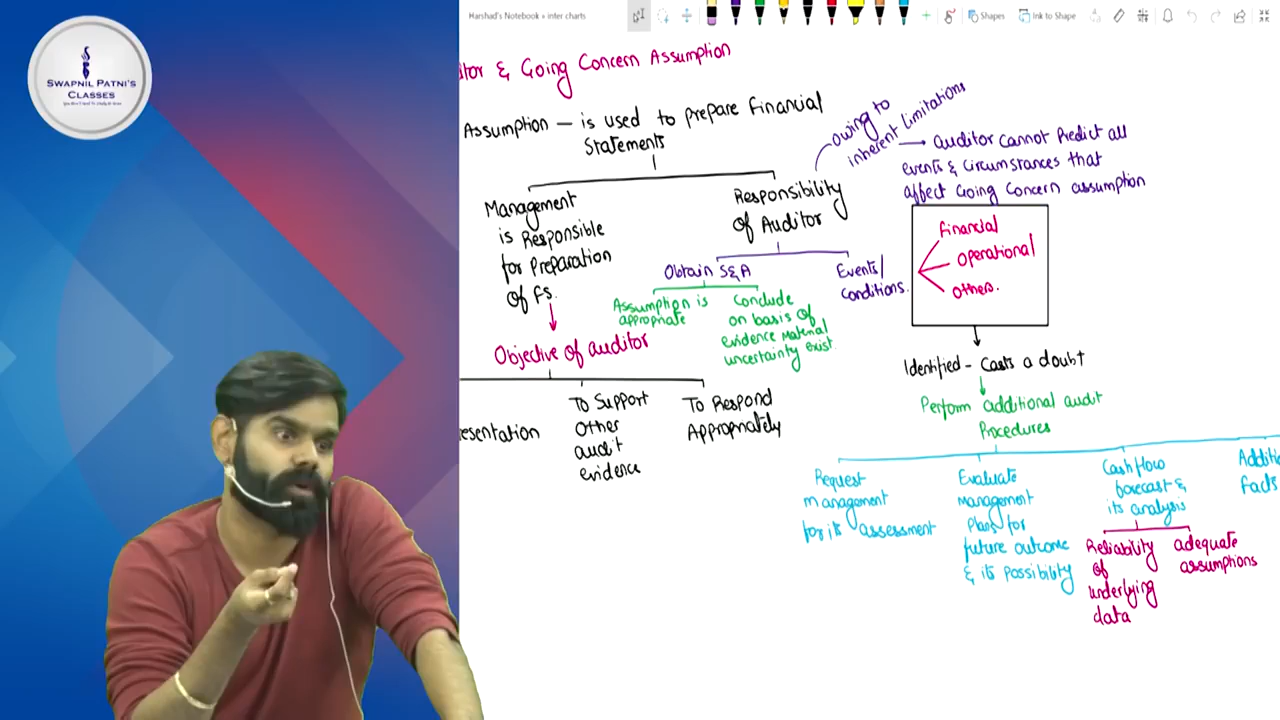 SWAPNIL PATNI'S
CLASSES
Harshad's Notebook » inter charts
Shapes
Ink to Shape
itor & Going Concern Assumption
Assumption – is used to prepare Financial
Statements
owing to
inherent limitations
auditor cannot Predict all
events & circumstances that
affect Going Concern assumption
Management
is Responsible
for Preparation
of FS.
Responsibility
of Auditor
Obtain SEA
Assumption is
appropriate
Conclude
on basis of
evidence Material
uncertainty exist.
Events/
Conditions.
Financial
Operational
Others.
Objective of auditor
resentation
To Support
Other
audit
evidence
To Respond
Appropriately
Identified – Casts a doubt
Perform additional audit
Procedures
Request
management
for its assessment
Evaluate
Management
Plans for
future outcome
& its possibility
Cash flow
forecast &
its analysis
Reliability
of
underlying
data
adequate
assumptions
Additio
facts